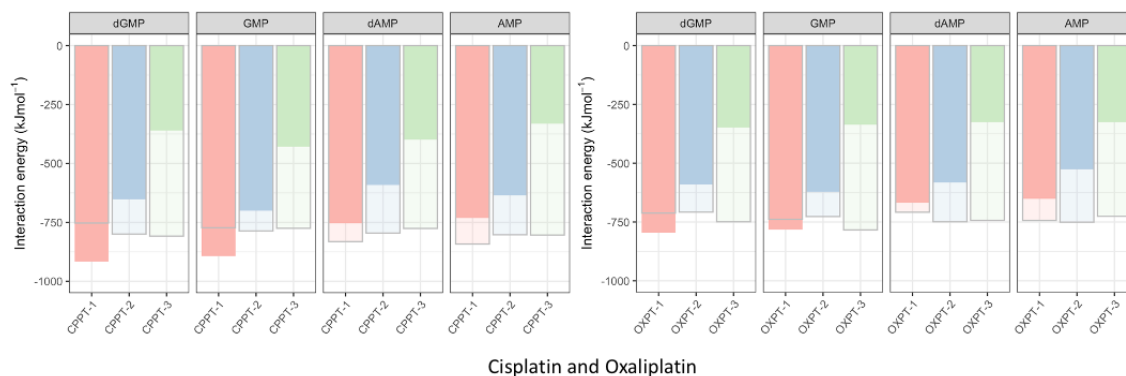 dGMP GMP dAMP AMP
Interaction energy (kJmol⁻¹)
0
-250
-500
-750
-1000
CPPT-1 CPPT-2 CPPT-3 CPPT-1 CPPT-2 CPPT-3 CPPT-1 CPPT-2 CPPT-3 CPPT-1 CPPT-2 CPPT-3
dGMP GMP dAMP AMP
Interaction energy (kJmol⁻¹)
0
-250
-500
-750
-1000
OXPT-1 OXPT-2 OXPT-3 OXPT-1 OXPT-2 OXPT-3 OXPT-1 OXPT-2 OXPT-3 OXPT-1 OXPT-2 OXPT-3
Cisplatin and Oxaliplatin